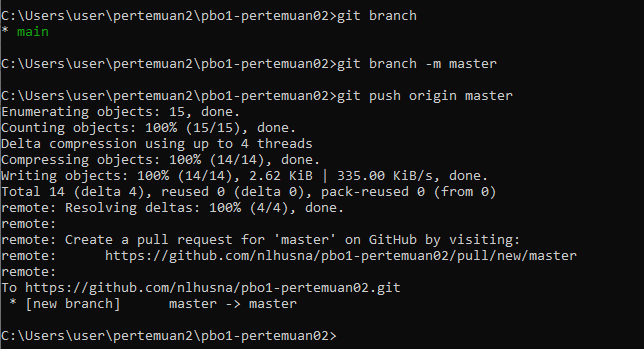 C:\Users\user\pertemuan2\pbo1-pertemuan02>git branch
* main
C:\Users\user\pertemuan2\pbo1-pertemuan02>git branch -m master
C:\Users\user\pertemuan2\pbo1-pertemuan02>git push origin master
Enumerating objects: 15, done.
Counting objects: 100% (15/15), done.
Delta compression using up to 4 threads
Compressing objects: 100% (14/14), done.
Writing objects: 100% (14/14), 2.62 KiB | 335.00 KiB/s, done.
Total 14 (delta 4), reused 0 (delta 0), pack-reused 0 (from 0)
remote: Resolving deltas: 100% (4/4), done.
remote:
remote: Create a pull request for 'master' on GitHub by visiting:
remote:      https://github.com/nlhusna/pbo1-pertemuan02/pull/new/master
remote:
To https://github.com/nlhusna/pbo1-pertemuan02.git
 * [new branch]      master -> master
C:\Users\user\pertemuan2\pbo1-pertemuan02>